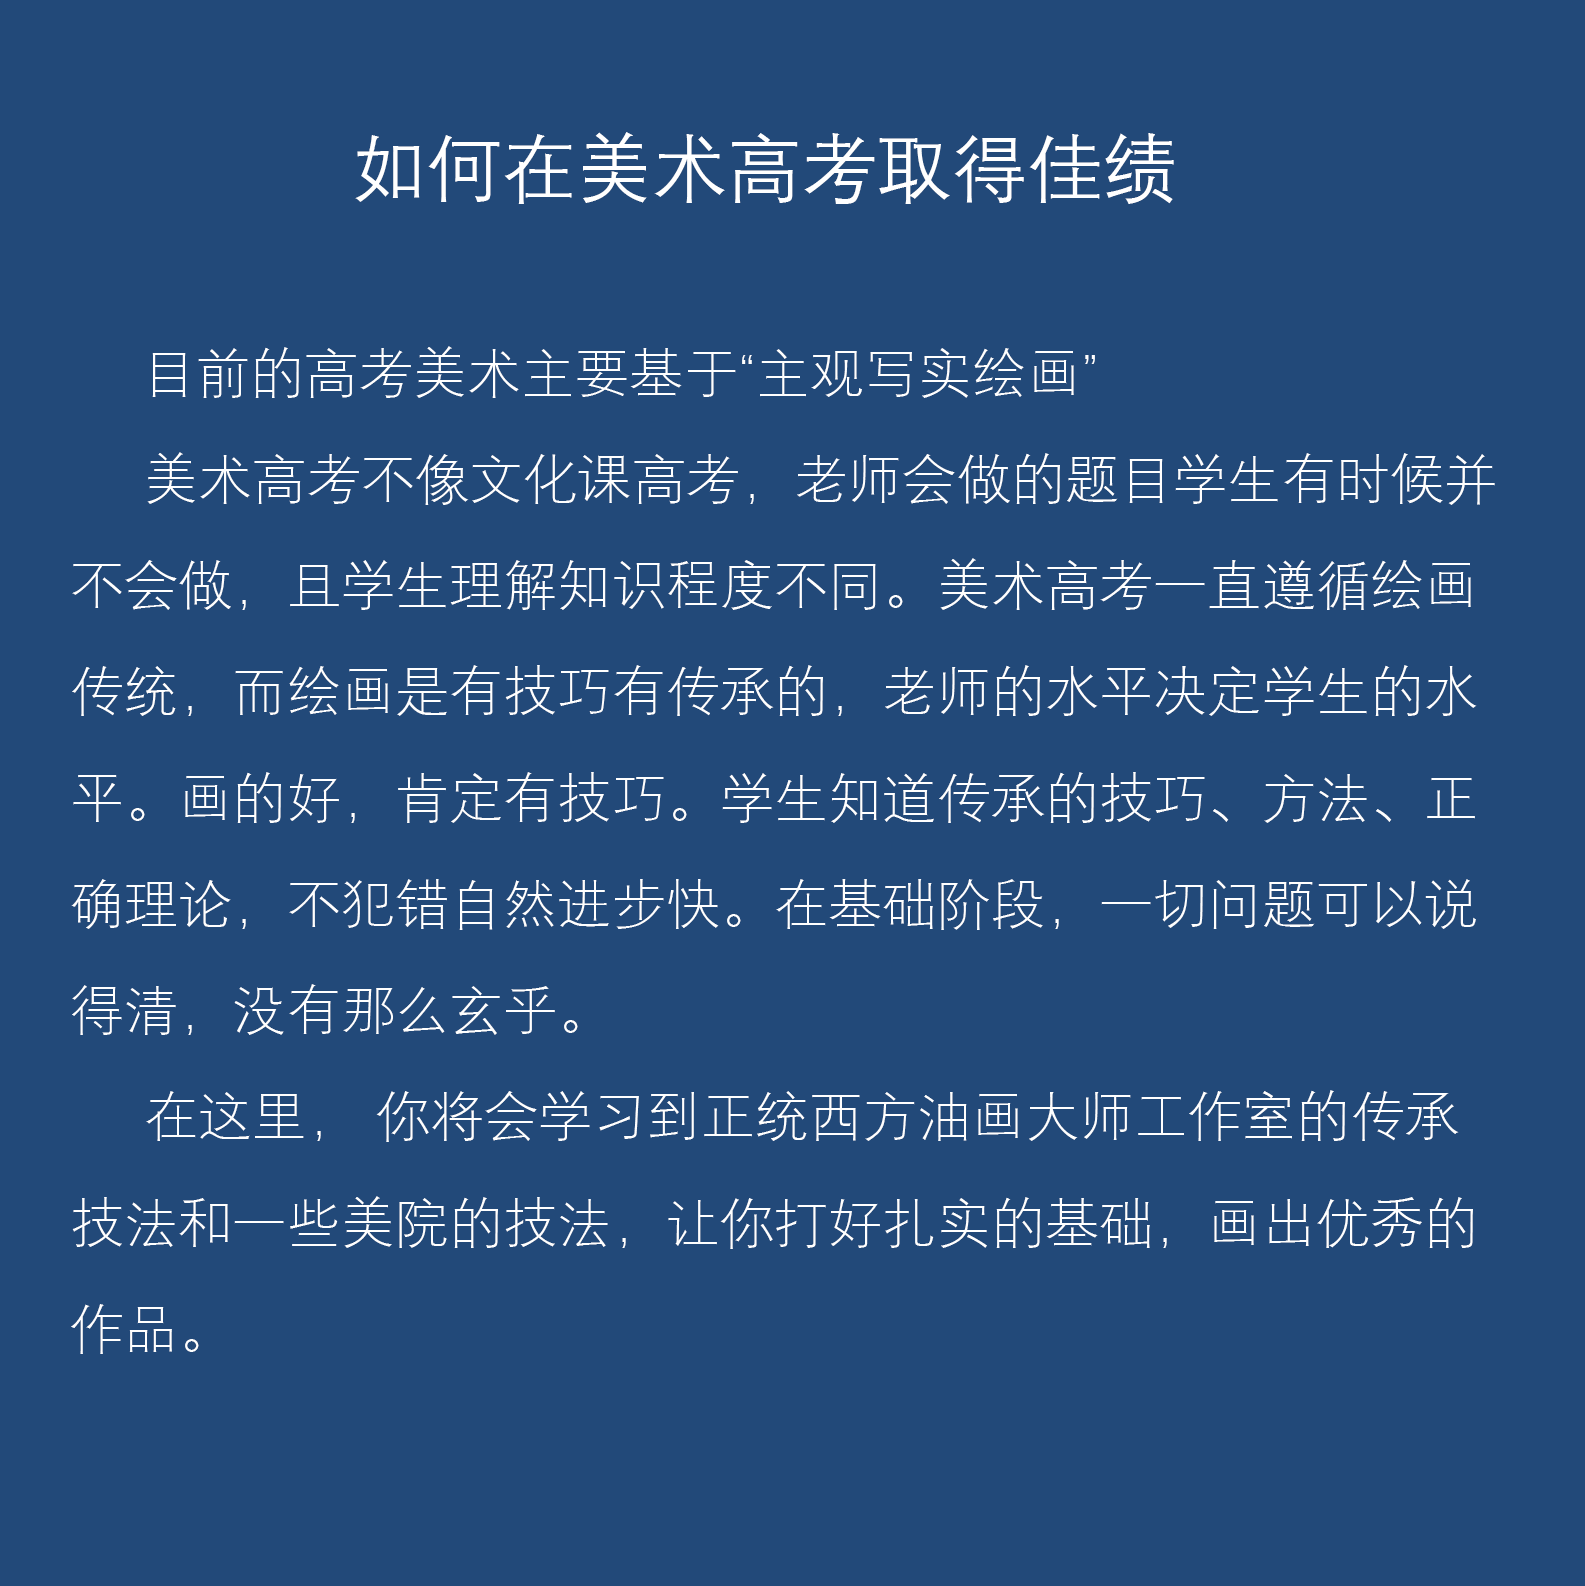 如何在美术高考取得佳绩
目前的高考美术主要基于“主观写实绘画”
美术高考不像文化课高考，老师会做的题目学生有时候并
不会做，且学生理解知识程度不同。美术高考一直遵循绘画
传统，而绘画是有技巧有传承的，老师的水平决定学生的水
平。画的好，肯定有技巧。学生知道传承的技巧、方法、正
确理论，不犯错自然进步快。在基础阶段，一切问题可以说
得清，没有那么玄乎。
在这里， 你将会学习到正统西方油画大师工作室的传承
技法和一些美院的技法，让你打好扎实的基础，画出优秀的
作品。